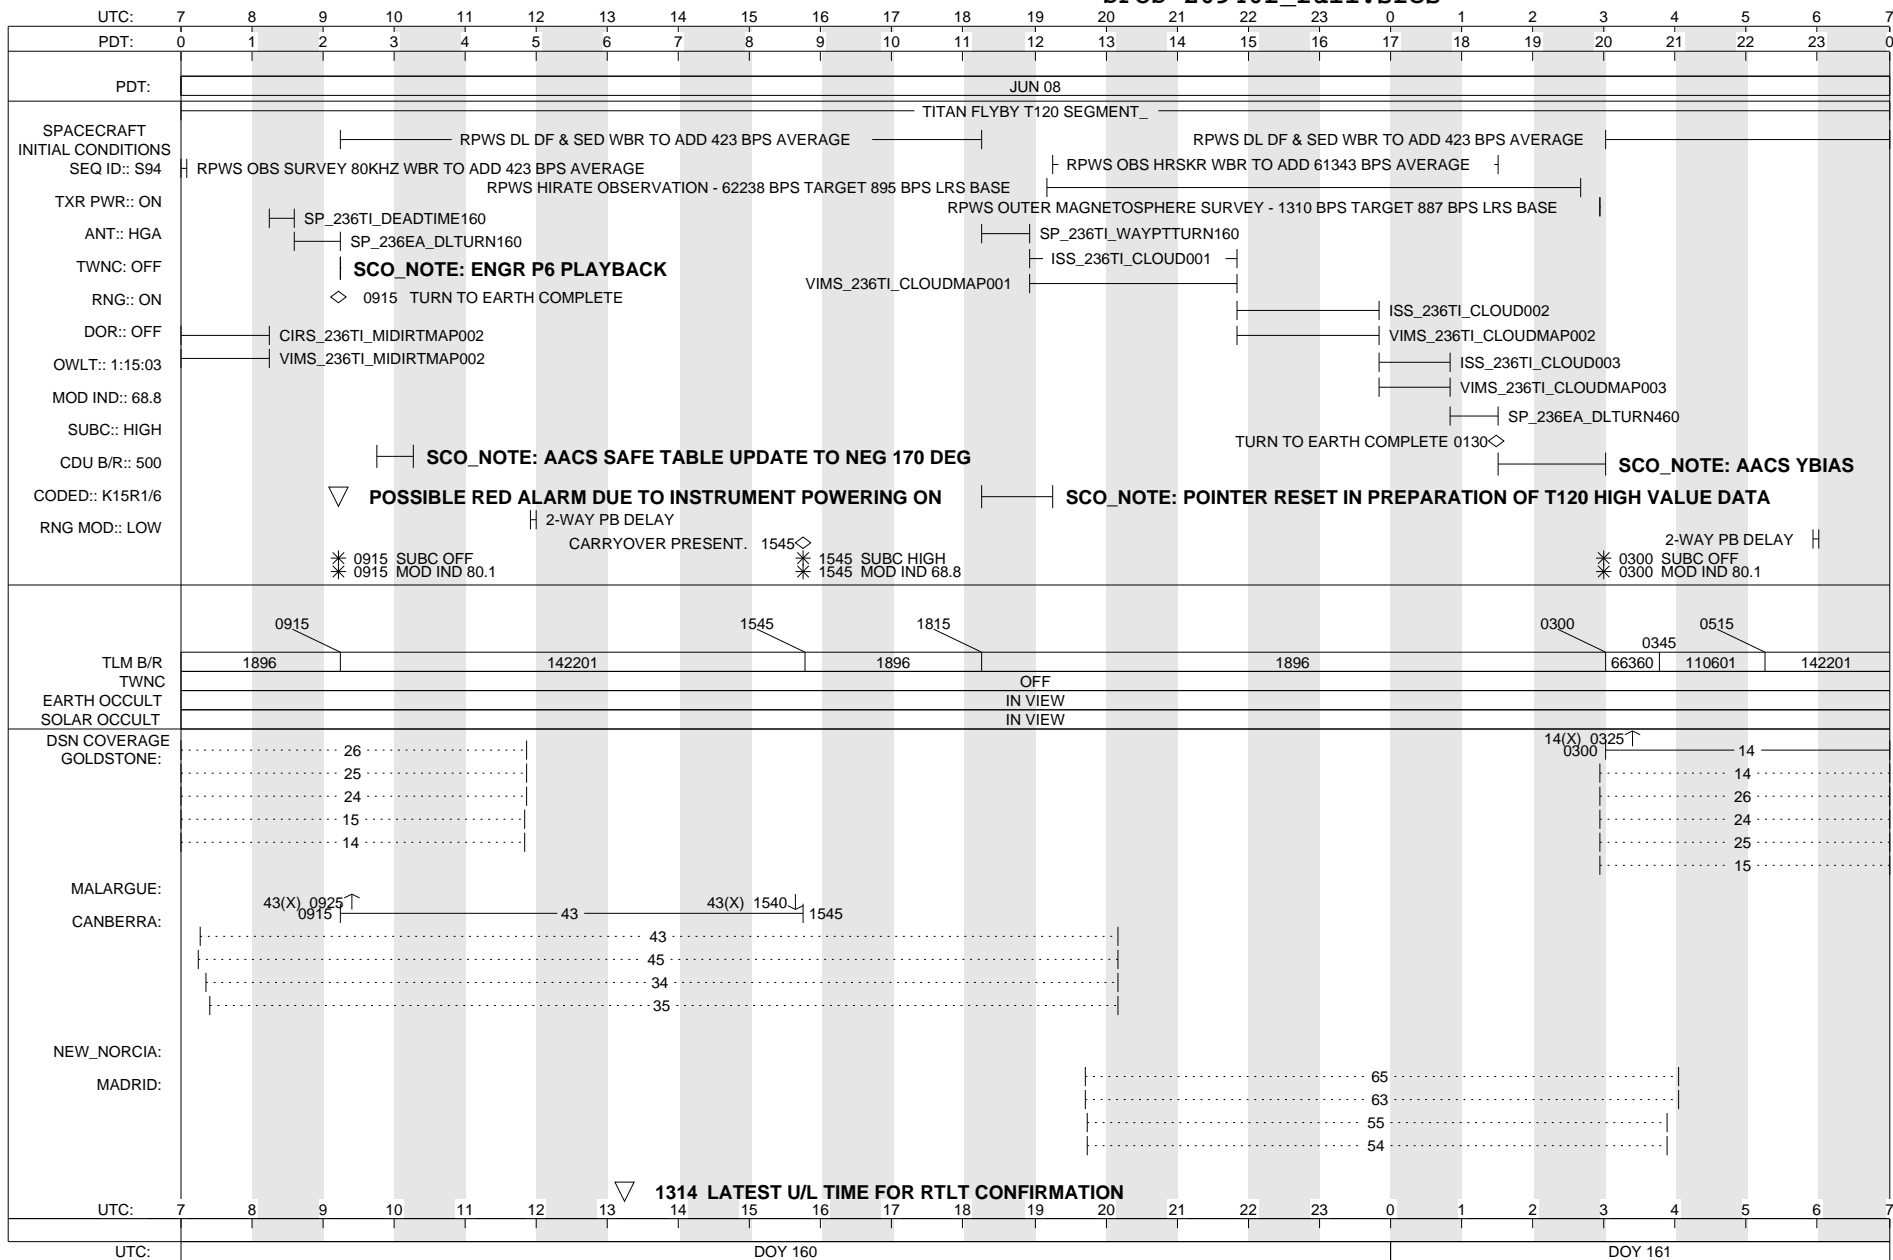 UTC: 7 8 9 10 11 12 13 14 15 16 17 18 19 20 21 22 23 0 1 2 3 4 5 6 7
PDT: 0 1 2 3 4 5 6 7 8 9 10 11 12 13 14 15 16 17 18 19 20 21 22 23 0
PDT: JUN 08
TITAN FLYBY T120 SEGMENT_
SPACECRAFT
INITIAL CONDITIONS
RPWS DL DF & SED WBR TO ADD 423 BPS AVERAGE
RPWS DL DF & SED WBR TO ADD 423 BPS AVERAGE
SEQ ID:: S94
RPWS OBS SURVEY 80KHZ WBR TO ADD 423 BPS AVERAGE
RPWS OBS HRSKR WBR TO ADD 61343 BPS AVERAGE
RPWS HIRATE OBSERVATION - 62238 BPS TARGET 895 BPS LRS BASE
TXR PWR:: ON
RPWS OUTER MAGNETOSPHERE SURVEY - 1310 BPS TARGET 887 BPS LRS BASE
SP_236TI_DEADTIME160
ANT:: HGA
SP_236TI_WAYPTTURN160
SP_236EA_DLTURN160
TWNC: OFF
SCO_NOTE: ENGR P6 PLAYBACK
ISS_236TI_CLOUD001
VIMS_236TI_CLOUDMAP001
RNG:: ON
0915 TURN TO EARTH COMPLETE
ISS_236TI_CLOUD002
DOR:: OFF
CIRS_236TI_MIDIRTMAP002
VIMS_236TI_CLOUDMAP002
VIMS_236TI_MIDIRTMAP002
OWLT:: 1:15:03
ISS_236TI_CLOUD003
VIMS_236TI_CLOUDMAP003
MOD IND:: 68.8
SP_236EA_DLTURN460
SUBC:: HIGH
TURN TO EARTH COMPLETE 0130
CDU B/R:: 500
SCO_NOTE: AACS SAFE TABLE UPDATE TO NEG 170 DEG
SCO_NOTE: AACS YBIAS
CODED:: K15R1/6
POSSIBLE RED ALARM DUE TO INSTRUMENT POWERING ON
SCO_NOTE: POINTER RESET IN PREPARATION OF T120 HIGH VALUE DATA
RNG MOD:: LOW
2-WAY PB DELAY
CARRYOVER PRESENT. 1545
2-WAY PB DELAY
0915 SUBC OFF
1545 SUBC HIGH
0300 SUBC OFF
0915 MOD IND 80.1
1545 MOD IND 68.8
0300 MOD IND 80.1
0915 1545 1815 0300 0345 0515
TLM B/R 1896 142201 1896 1896 66360 110601 142201
TWNC OFF
EARTH OCCULT IN VIEW
SOLAR OCCULT IN VIEW
DSN COVERAGE
14(X) 0325
GOLDSTONE: 26 0300 14
25 14
24 26
15 24
14 25
15
MALARGUE:
43(X) 0925 43(X) 1540
CANBERRA: 0915 43 1545
43
45
34
35
NEW_NORCIA:
MADRID: 65
63
55
54
1314 LATEST U/L TIME FOR RTLT CONFIRMATION
UTC: 7 8 9 10 11 12 13 14 15 16 17 18 19 20 21 22 23 0 1 2 3 4 5 6 7
UTC: DOY 160 DOY 161